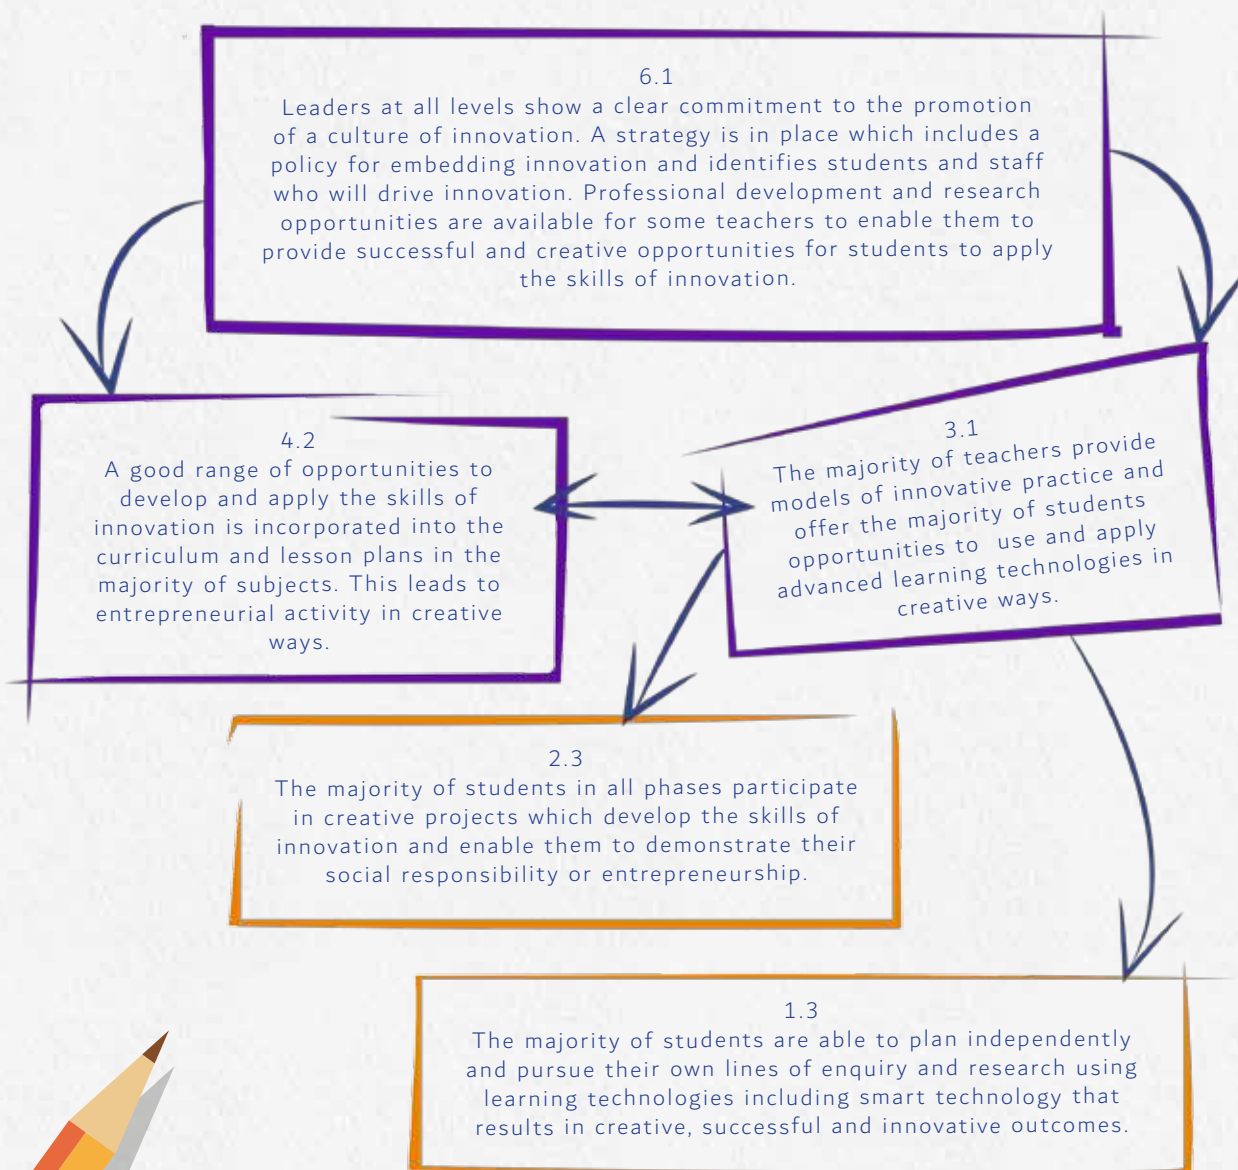 6.1
Leaders at all levels show a clear commitment to the promotion
of a culture of innovation. A strategy is in place which includes a
policy for embedding innovation and identifies students and staff
who will drive innovation. Professional development and research
opportunities are available for some teachers to enable them to
provide successful and creative opportunities for students to apply
the skills of innovation.
4.2
A good range of opportunities to
develop and apply the skills of
innovation is incorporated into the
curriculum and lesson plans in the
majority of subjects. This leads to
entrepreneurial activity in creative
ways.
3.1
The majority of teachers provide
models of innovative practice and
offer the majority of students
opportunities to use and apply
advanced learning technologies in
creative ways.
2.3
The majority of students in all phases participate
in creative projects which develop the skills of
innovation and enable them to demonstrate their
social responsibility or entrepreneurship.
1.3
The majority of students are able to plan independently
and pursue their own lines of enquiry and research using
learning technologies including smart technology that
results in creative, successful and innovative outcomes.